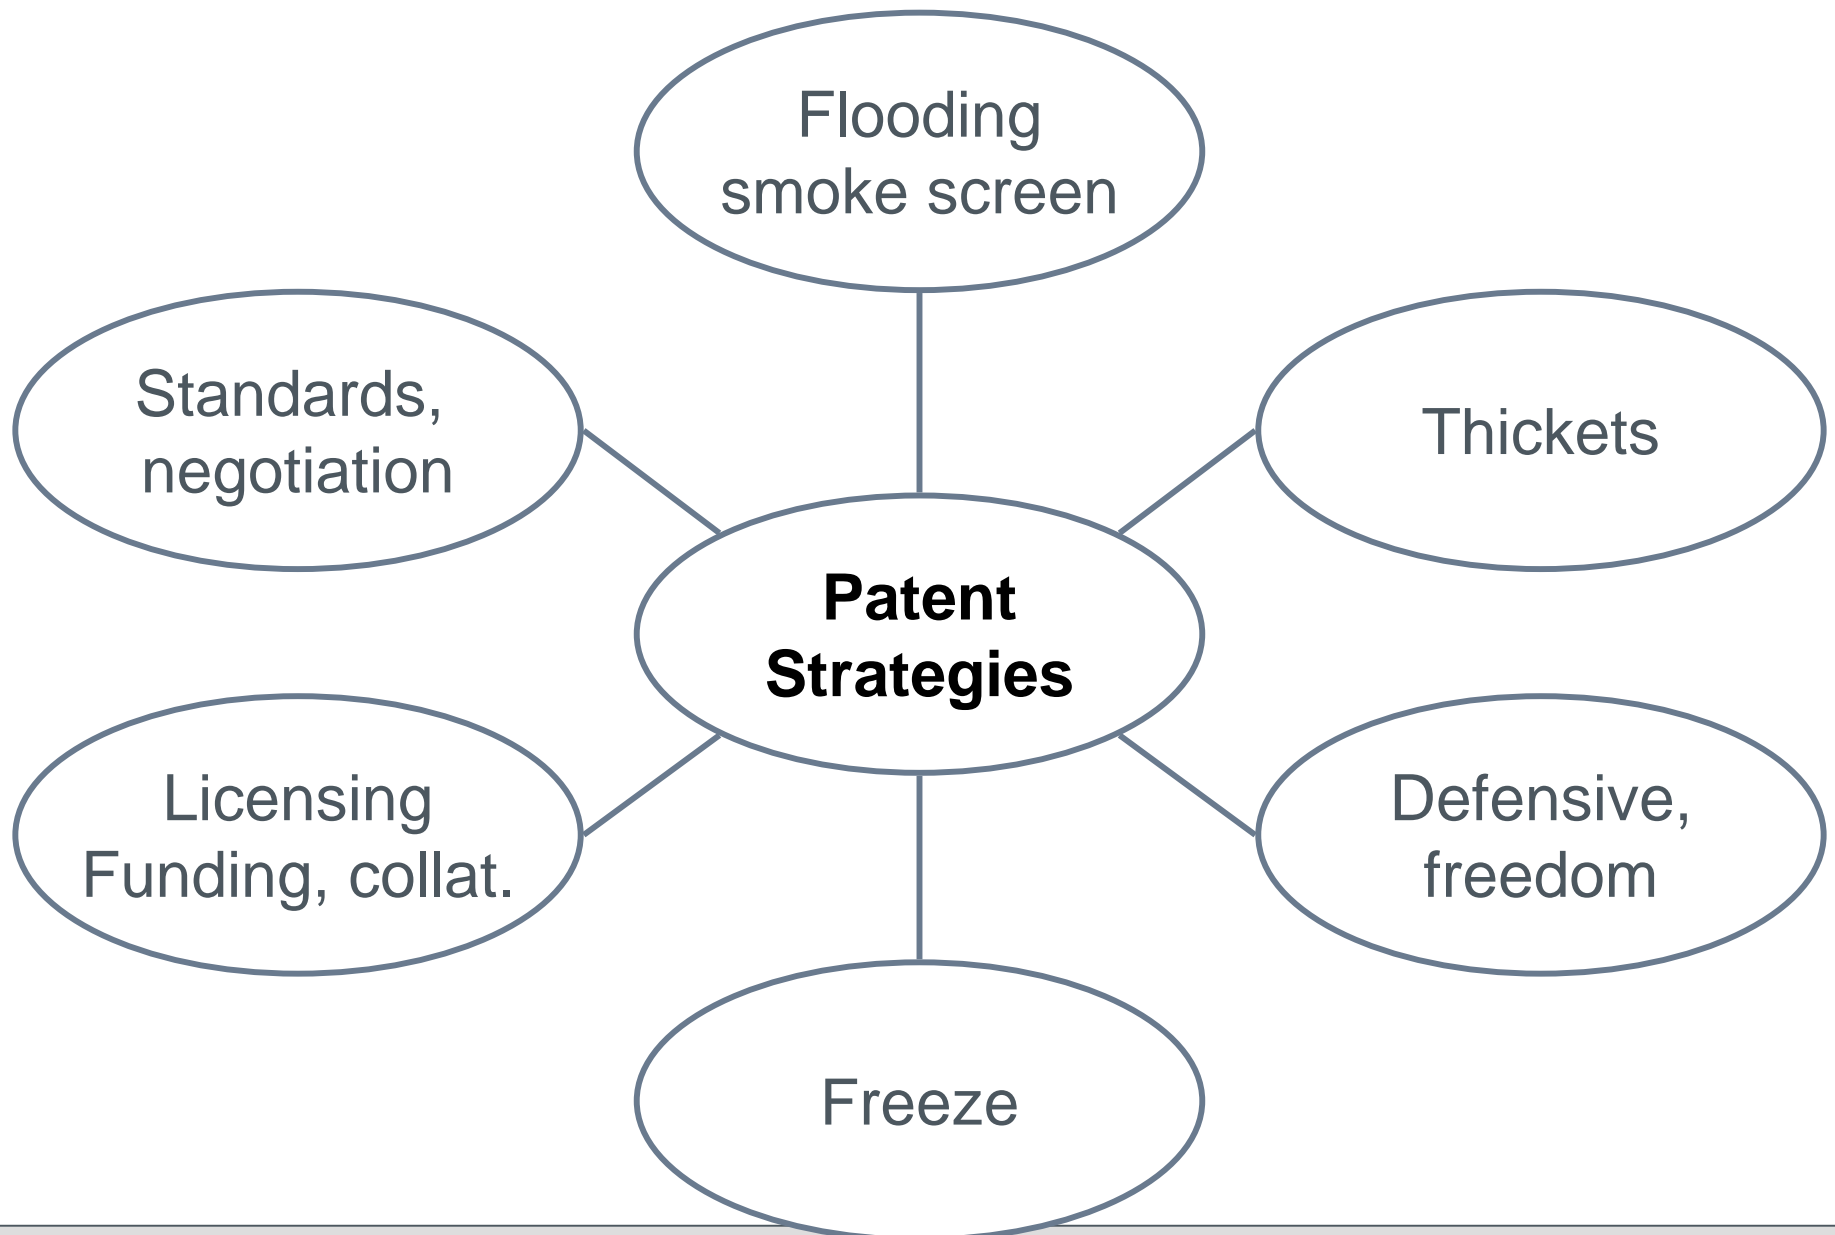 Flooding
smoke screen
Standards,
negotiation
Thickets
Patent
Strategies
Licensing
Funding, collat.
Defensive,
freedom
Freeze